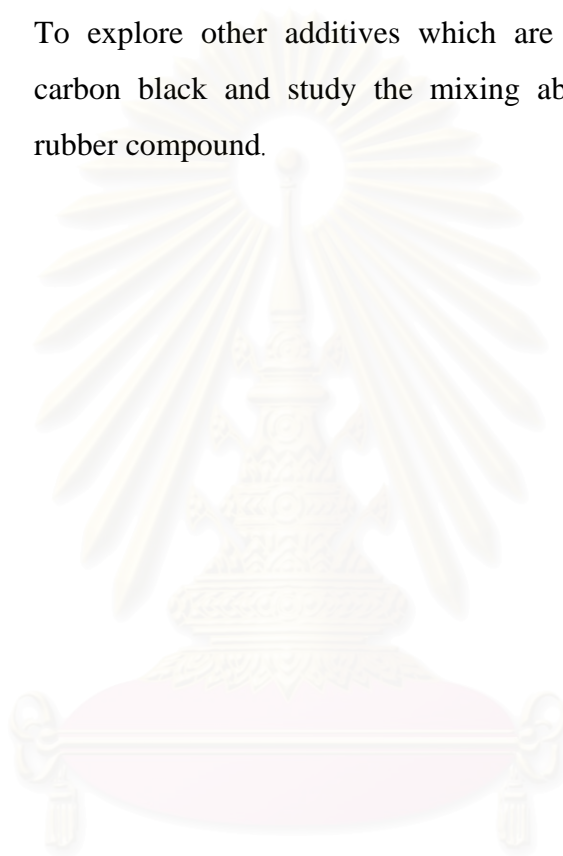 To explore other additives which are
carbon black and study the mixing
rubber compound.